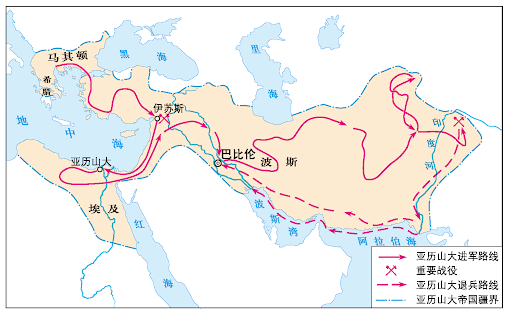 马其顿
希腊
黑海
里海
地中海
伊苏斯
亚历山大
埃及
红海
巴比伦
波斯
波斯湾
阿拉伯海
印度河
亚历山大进军路线
重要战役
亚历山大退兵路线
亚历山大帝国疆界